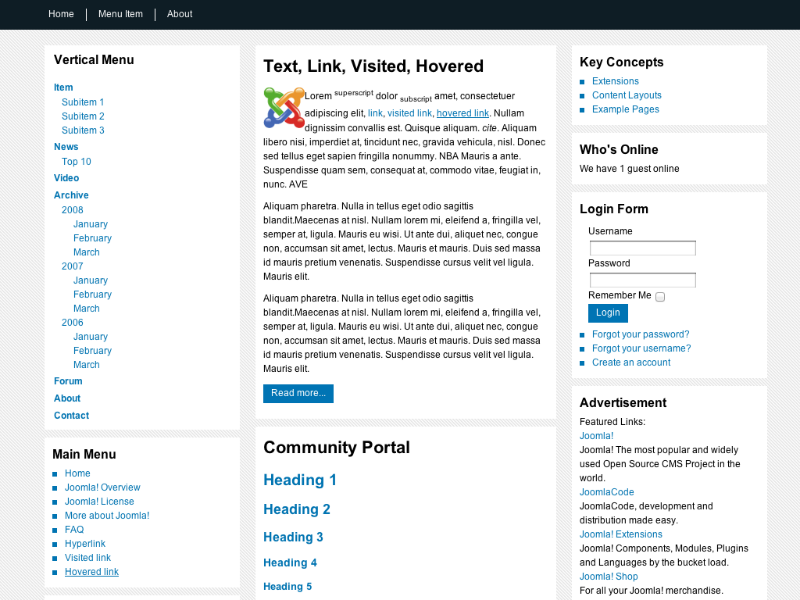 Home
Menu Item
About
Vertical Menu
Item
Subitem 1
Subitem 2
Subitem 3
News
Top 10
Video
Archive
2008
January
February
March
2007
January
February
March
2006
January
February
March
Forum
About
Contact
Main Menu
Home
Joomla! Overview
Joomla! License
More about Joomla!
FAQ
Hyperlink
Visited link
Hovered link
Text, Link, Visited, Hovered
Lorem superscript dolor subscript amet, consectetuer
adipiscing elit, link, visited link, hovered link. Nullam
dignissim convallis est. Quisque aliquam. cite. Aliquam
libero nisi, imperdiet at, tincidunt nec, gravida vehicula, nisl. Donec
sed tellus eget sapien fringilla nonummy. NBA Mauris a ante.
Suspendisse quam sem, consequat at, commodo vitae, feugiat in,
nunc. AVE
Aliquam pharetra. Nulla in tellus eget odio sagittis
blandit.Maecenas at nisl. Nullam lorem mi, eleifend a, fringilla vel,
semper at, ligula. Mauris eu wisi. Ut ante dui, aliquet nec, congue
non, accumsan sit amet, lectus. Mauris et mauris. Duis sed massa
id mauris pretium venenatis. Suspendisse cursus velit vel ligula.
Mauris elit.
Aliquam pharetra. Nulla in tellus eget odio sagittis
blandit.Maecenas at nisl. Nullam lorem mi, eleifend a, fringilla vel,
semper at, ligula. Mauris eu wisi. Ut ante dui, aliquet nec, congue
non, accumsan sit amet, lectus. Mauris et mauris. Duis sed massa
id mauris pretium venenatis. Suspendisse cursus velit vel ligula.
Mauris elit.
Read more...
Community Portal
Heading 1
Heading 2
Heading 3
Heading 4
Heading 5
Key Concepts
Extensions
Content Layouts
Example Pages
Who's Online
We have 1 guest online
Login Form
Username
Password
Remember Me
Login
Forgot your password?
Forgot your username?
Create an account
Advertisement
Featured Links:
Joomla!
Joomla! The most popular and widely
used Open Source CMS Project in the
world.
JoomlaCode
JoomlaCode, development and
distribution made easy.
Joomla! Extensions
Joomla! Components, Modules, Plugins
and Languages by the bucket load.
Joomla! Shop
For all your Joomla! merchandise.